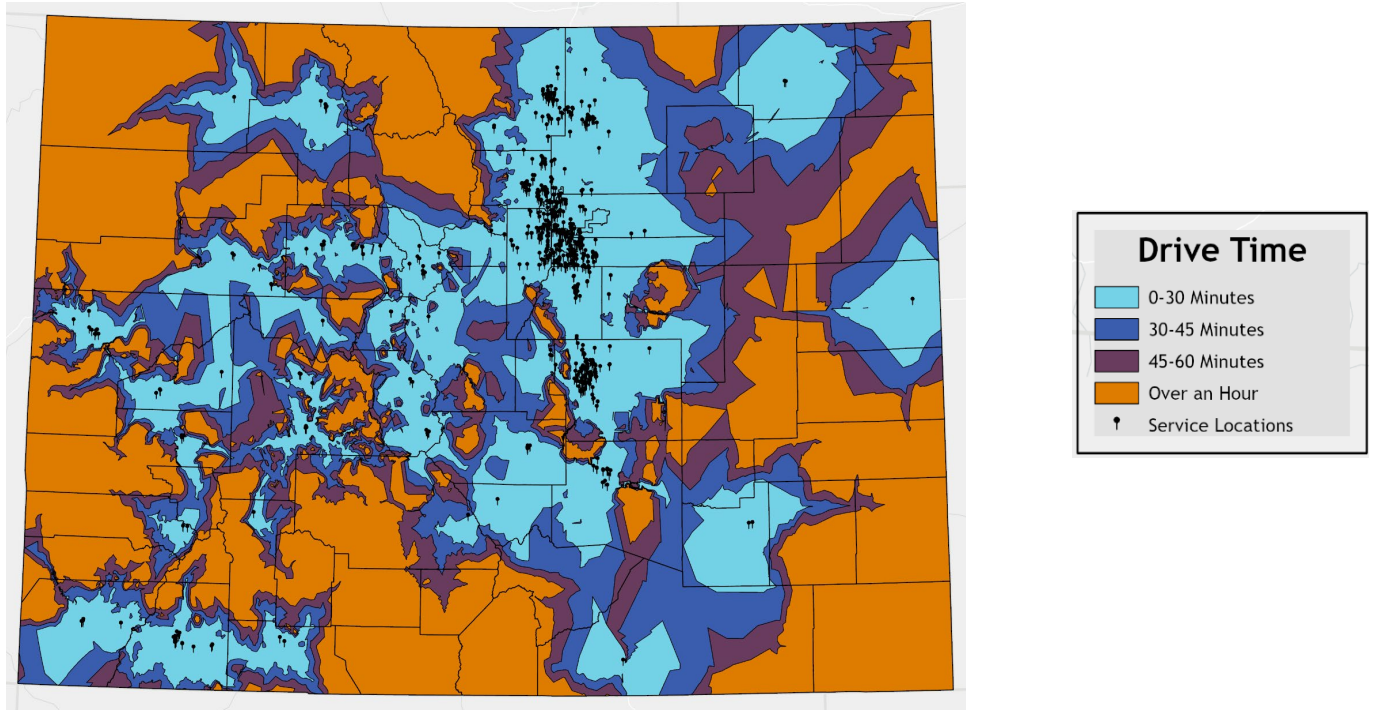 Drive Time
0-30 Minutes
30-45 Minutes
45-60 Minutes
Over an Hour
Service Locations